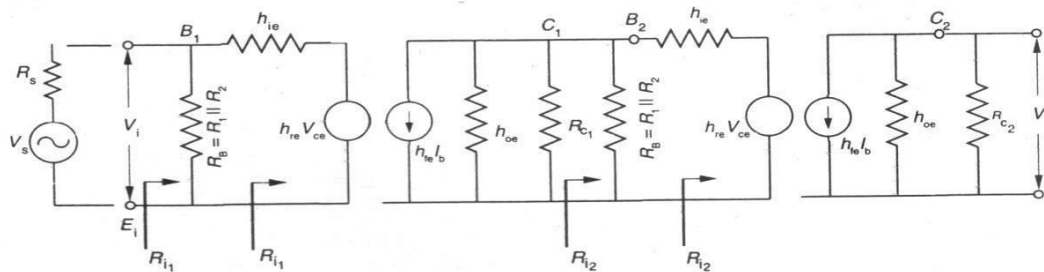 B1
hie
Rs
Vs
Vi
RB = R1 || R2
hre Vce
Ei
Ri1
Ri1
C1
B2
hie
hfe Ib
hoe
Rc1
RB = R1 || R2
hre Vce
Ri2
Ri2
C2
hfe Ib
hoe
Rc2
V